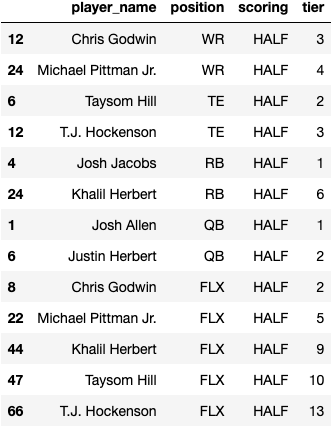 player_name position scoring tier
12 Chris Godwin WR HALF 3
24 Michael Pittman Jr. WR HALF 4
6 Taysom Hill TE HALF 2
12 T.J. Hockenson TE HALF 3
4 Josh Jacobs RB HALF 1
24 Khalil Herbert RB HALF 6
1 Josh Allen QB HALF 1
6 Justin Herbert QB HALF 2
8 Chris Godwin FLX HALF 2
22 Michael Pittman Jr. FLX HALF 5
44 Khalil Herbert FLX HALF 9
47 Taysom Hill FLX HALF 10
66 T.J. Hockenson FLX HALF 13